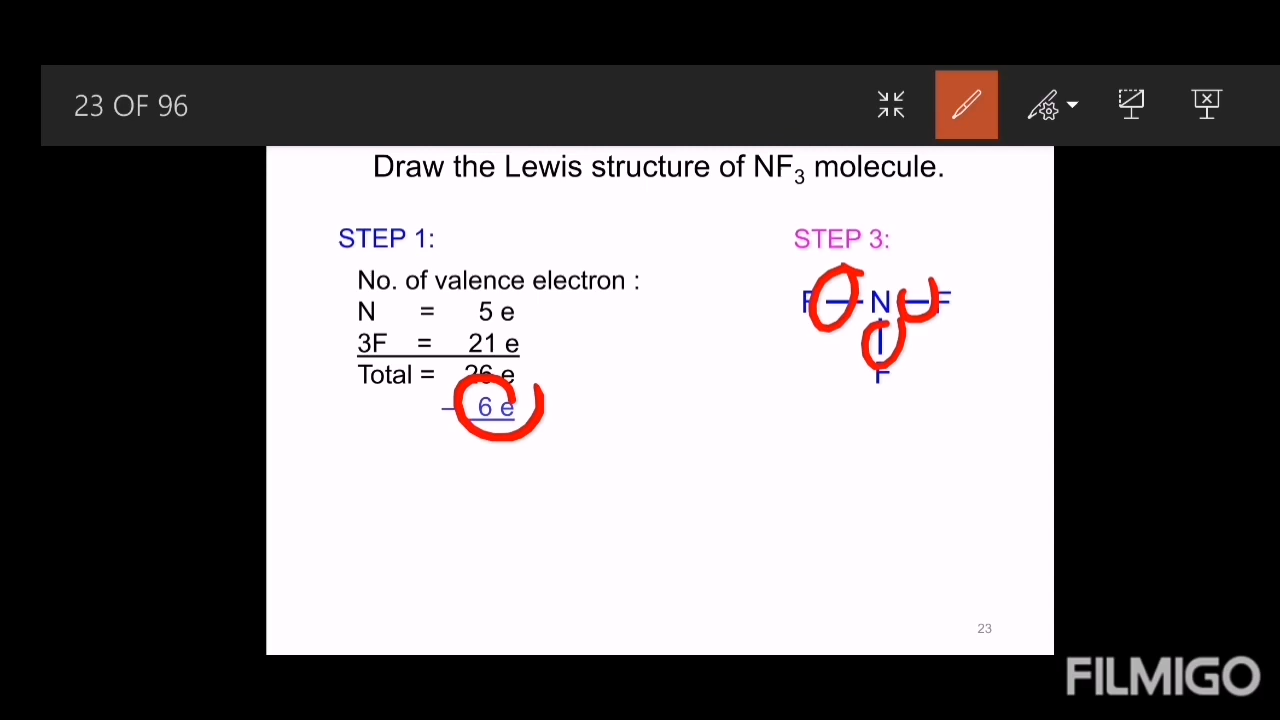 23 OF 96
Draw the Lewis structure of NF₃ molecule.
STEP 1:
No. of valence electron :
N = 5 e
3F = 21 e
Total = 26 e
– 6 e
STEP 3:
F — N — F
|
F
23
FILMIGO